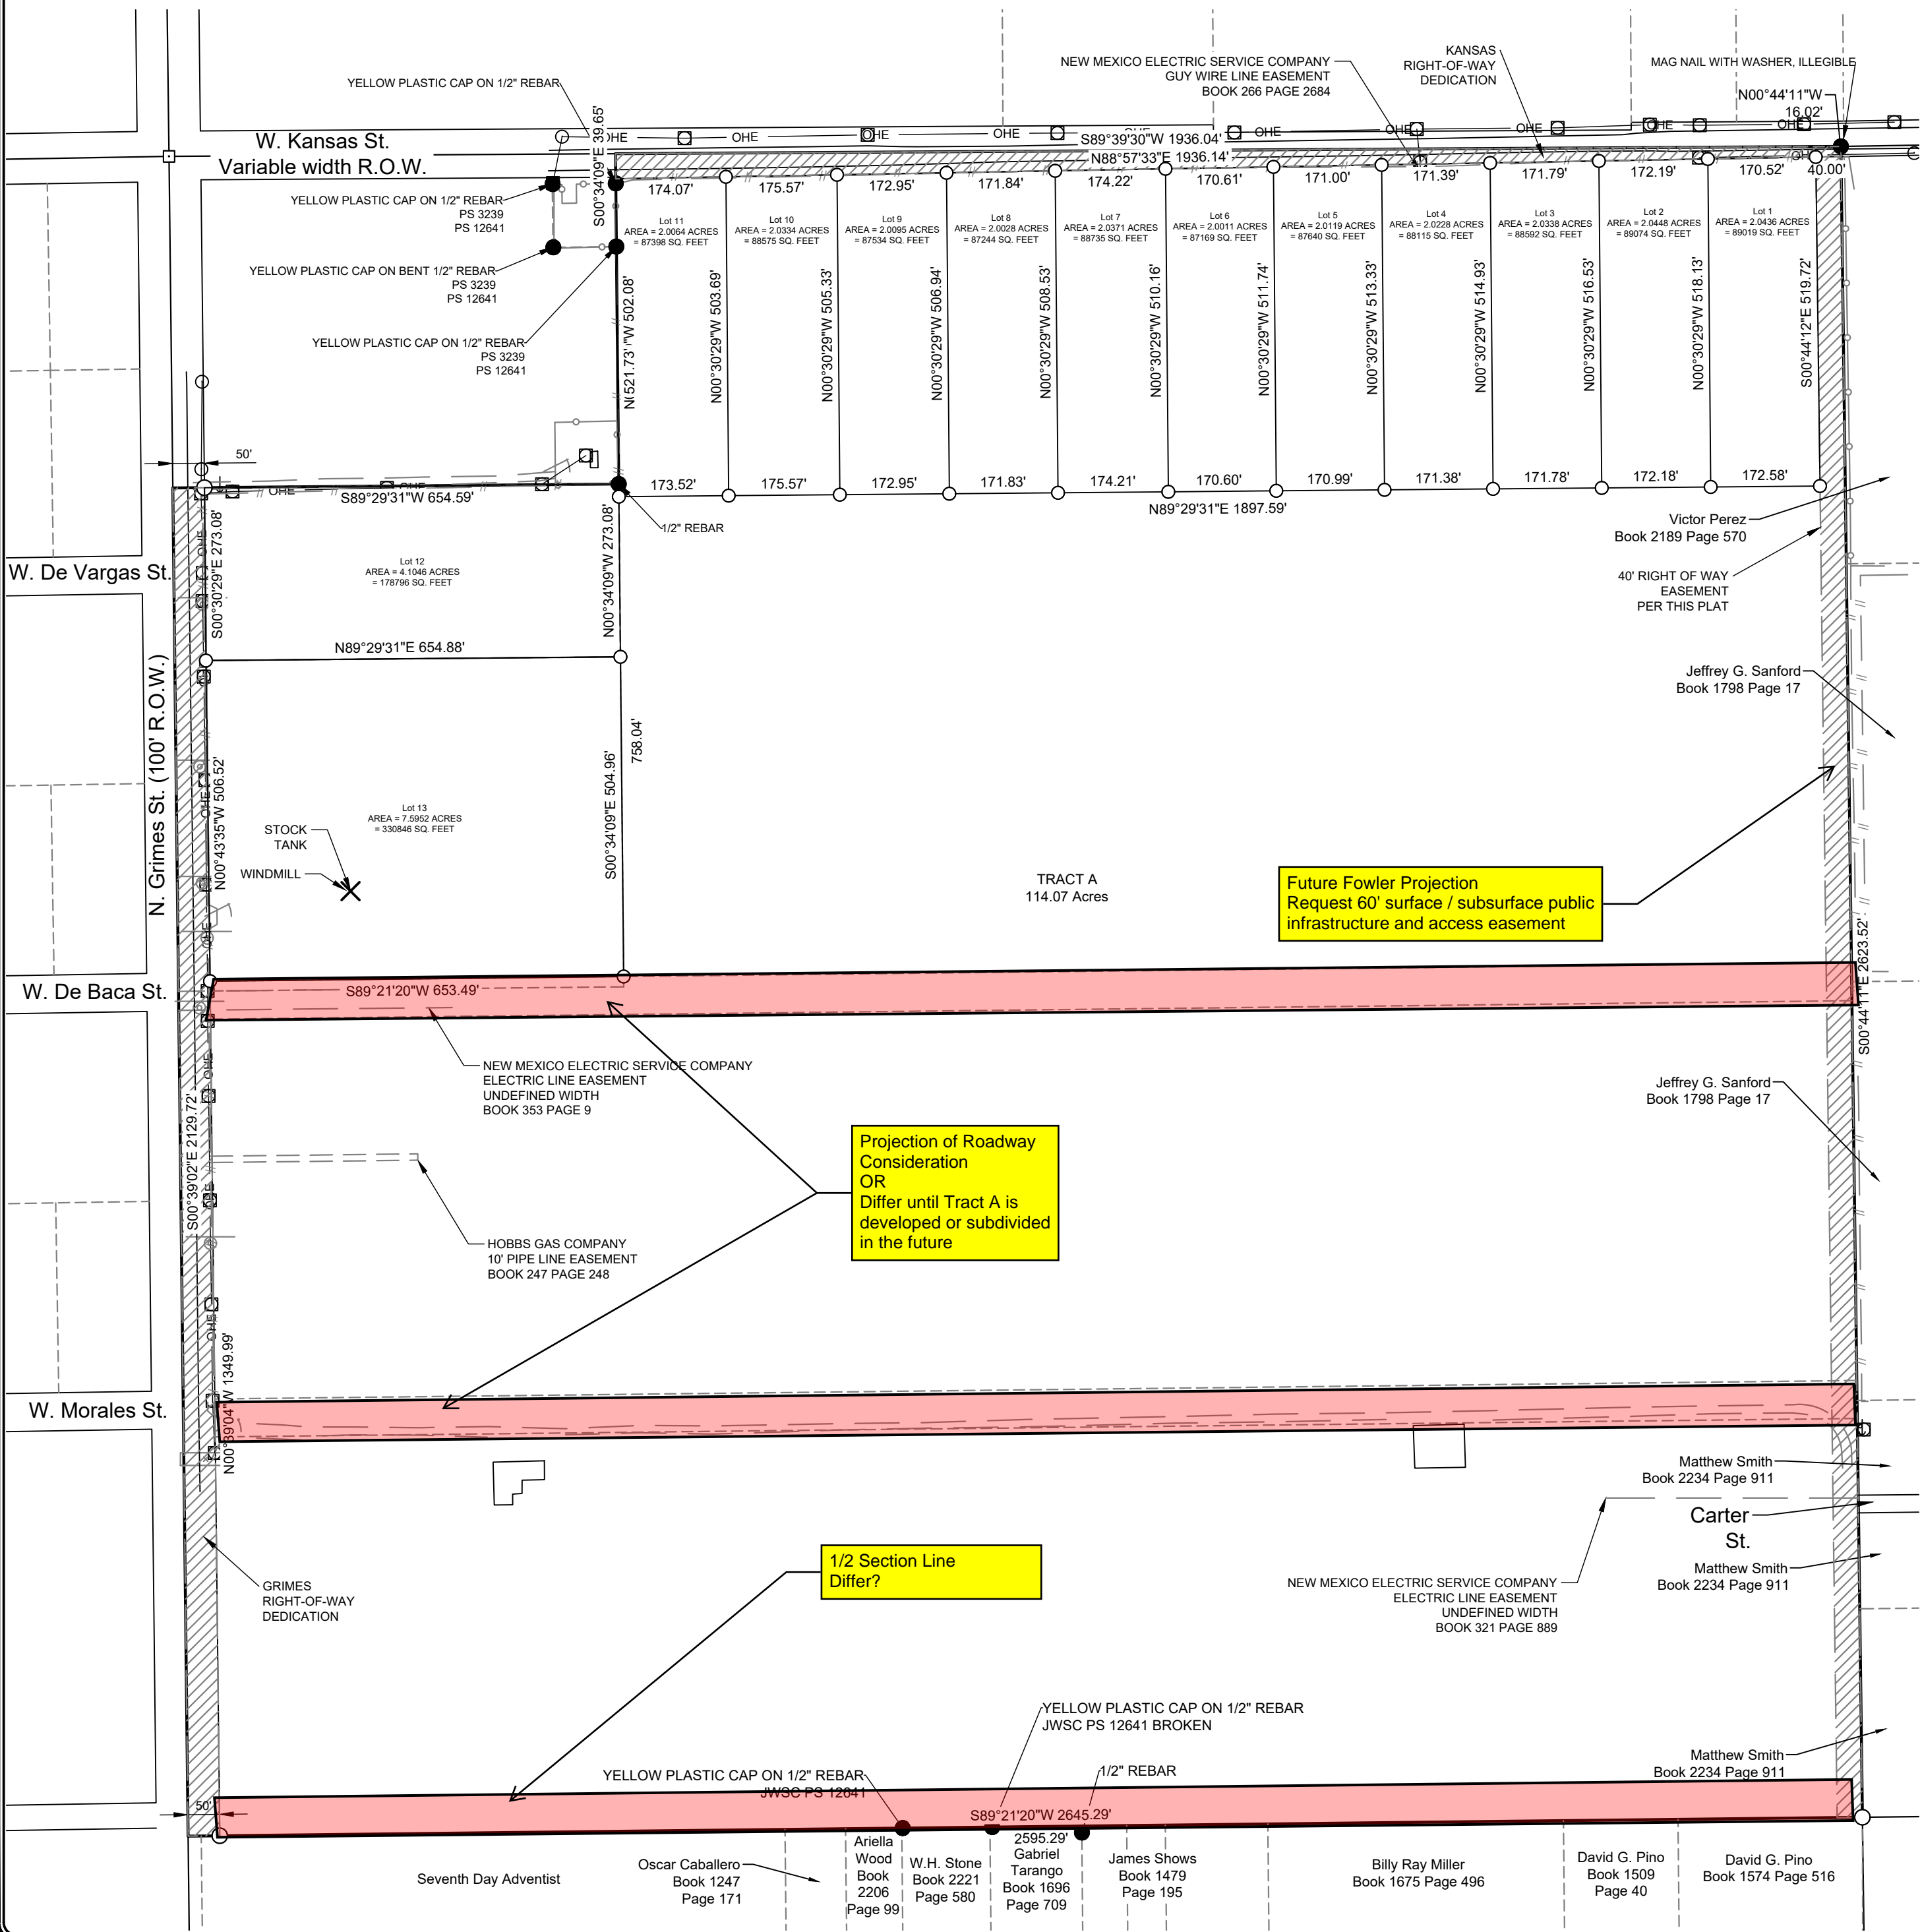 YELLOW PLASTIC CAP ON 1/2" REBAR
NEW MEXICO ELECTRIC SERVICE COMPANY
GUY WIRE LINE EASEMENT
BOOK 266 PAGE 2684
KANSAS
RIGHT-OF-WAY
DEDICATION
MAG NAIL WITH WASHER, ILLEGIBLE
N00°44'11"W
16.02'
W. Kansas St.
Variable width R.O.W.
S00°34'09"E 39.65'
OHE
OHE
OHE
OHE
OHE
OHE
OHE
OHE
OHE
S89°39'30"W 1936.04'
N88°57'33"E 1936.14'
174.07'
175.57'
172.95'
171.84'
174.22'
170.61'
171.00'
171.39'
171.79'
172.19'
170.52'
40.00'
YELLOW PLASTIC CAP ON 1/2" REBAR
PS 3239
PS 12641
YELLOW PLASTIC CAP ON BENT 1/2" REBAR
PS 3239
PS 12641
YELLOW PLASTIC CAP ON 1/2" REBAR
PS 3239
PS 12641
Lot 11
AREA = 2.0064 ACRES
= 87398 SQ. FEET
Lot 10
AREA = 2.0334 ACRES
= 88575 SQ. FEET
Lot 9
AREA = 2.0095 ACRES
= 87534 SQ. FEET
Lot 8
AREA = 2.0028 ACRES
= 87244 SQ. FEET
Lot 7
AREA = 2.0371 ACRES
= 88735 SQ. FEET
Lot 6
AREA = 2.0011 ACRES
= 87169 SQ. FEET
Lot 5
AREA = 2.0119 ACRES
= 87640 SQ. FEET
Lot 4
AREA = 2.0228 ACRES
= 88115 SQ. FEET
Lot 3
AREA = 2.0338 ACRES
= 88592 SQ. FEET
Lot 2
AREA = 2.0448 ACRES
= 89074 SQ. FEET
Lot 1
AREA = 2.0436 ACRES
= 89019 SQ. FEET
521.73'
"W 502.08'
N00°30'29"W 503.69'
N00°30'29"W 505.33'
N00°30'29"W 506.94'
N00°30'29"W 508.53'
N00°30'29"W 510.16'
N00°30'29"W 511.74'
N00°30'29"W 513.33'
N00°30'29"W 514.93'
N00°30'29"W 516.53'
N00°30'29"W 518.13'
S00°44'12"E 519.72'
50'
OHE
OHE
S89°29'31"W 654.59'
173.52'
175.57'
172.95'
171.83'
174.21'
170.60'
170.99'
171.38'
171.78'
172.18'
172.58'
N89°29'31"E 1897.59'
1/2" REBAR
Victor Perez
Book 2189 Page 570
40' RIGHT OF WAY
EASEMENT
PER THIS PLAT
W. De Vargas St.
S00°30'29"E 273.08'
OHE
Lot 12
AREA = 4.1046 ACRES
= 178796 SQ. FEET
N00°34'09"W 273.08'
N89°29'31"E 654.88'
N. Grimes St. (100' R.O.W.)
OHE
N00°43'35"W 506.52'
S00°34'09"E 504.96'
758.04'
Jeffrey G. Sanford
Book 1798 Page 17
Lot 13
AREA = 7.5952 ACRES
= 330846 SQ. FEET
STOCK
TANK
WINDMILL
TRACT A
114.07 Acres
Future Fowler Projection
Request 60' surface / subsurface public
infrastructure and access easement
OHE
S00°44'11"E 2623.52'
W. De Baca St.
S89°21'20"W 653.49'
NEW MEXICO ELECTRIC SERVICE COMPANY
ELECTRIC LINE EASEMENT
UNDEFINED WIDTH
BOOK 353 PAGE 9
OHE
Jeffrey G. Sanford
Book 1798 Page 17
S00°39'02"E 2129.72'
Projection of Roadway
Consideration
OR
Differ until Tract A is
developed or subdivided
in the future
OHE
HOBBS GAS COMPANY
10' PIPE LINE EASEMENT
BOOK 247 PAGE 248
OHE
N00°39'04"W 1349.99'
W. Morales St.
Matthew Smith
Book 2234 Page 911
Carter
St.
Matthew Smith
Book 2234 Page 911
1/2 Section Line
Differ?
GRIMES
RIGHT-OF-WAY
DEDICATION
NEW MEXICO ELECTRIC SERVICE COMPANY
ELECTRIC LINE EASEMENT
UNDEFINED WIDTH
BOOK 321 PAGE 889
YELLOW PLASTIC CAP ON 1/2" REBAR
JWSC PS 12641 BROKEN
Matthew Smith
Book 2234 Page 911
YELLOW PLASTIC CAP ON 1/2" REBAR
JWSC PS 12641
1/2" REBAR
50'
S89°21'20"W 2645.29'
2595.29'
Seventh Day Adventist
Oscar Caballero
Book 1247
Page 171
Ariella
Wood
Book
2206
Page 99
W.H. Stone
Book 2221
Page 580
Gabriel
Tarango
Book 1696
Page 709
James Shows
Book 1479
Page 195
Billy Ray Miller
Book 1675 Page 496
David G. Pino
Book 1509
Page 40
David G. Pino
Book 1574 Page 516